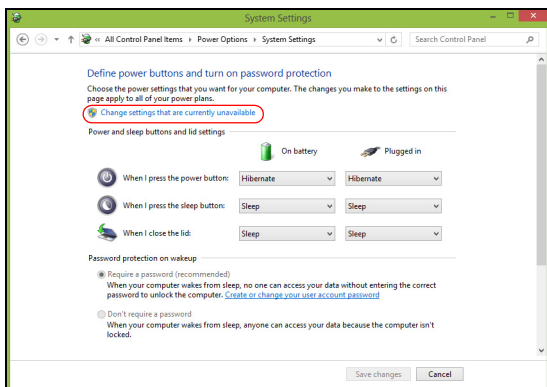 System Settings
« All Control Panel Items › Power Options › System Settings
Search Control Panel
Define power buttons and turn on password protection
Choose the power settings that you want for your computer. The changes you make to the settings on this
page apply to all of your power plans.
Change settings that are currently unavailable
Power and sleep buttons and lid settings
On battery Plugged in
When I press the power button: Hibernate Hibernate
When I press the sleep button: Sleep Sleep
When I close the lid: Sleep Sleep
Password protection on wakeup
Require a password (recommended)
When your computer wakes from sleep, no one can access your data without entering the correct
password to unlock the computer. Create or change your user account password
Don't require a password
When your computer wakes from sleep, anyone can access your data because the computer isn't
locked.
Save changes Cancel